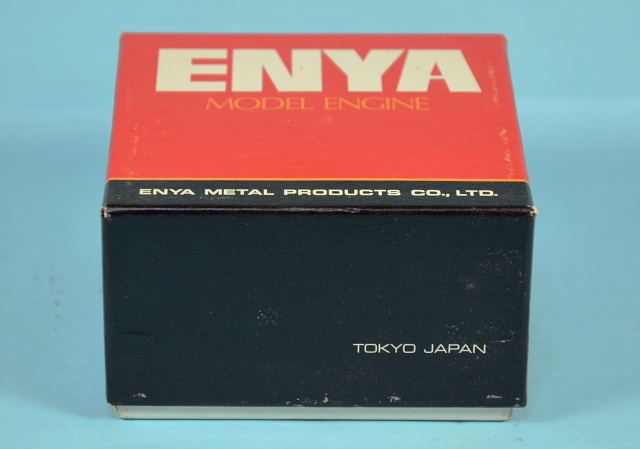 ENYA
MODEL ENGINE
ENYA METAL PRODUCTS CO., LTD.
TOKYO JAPAN